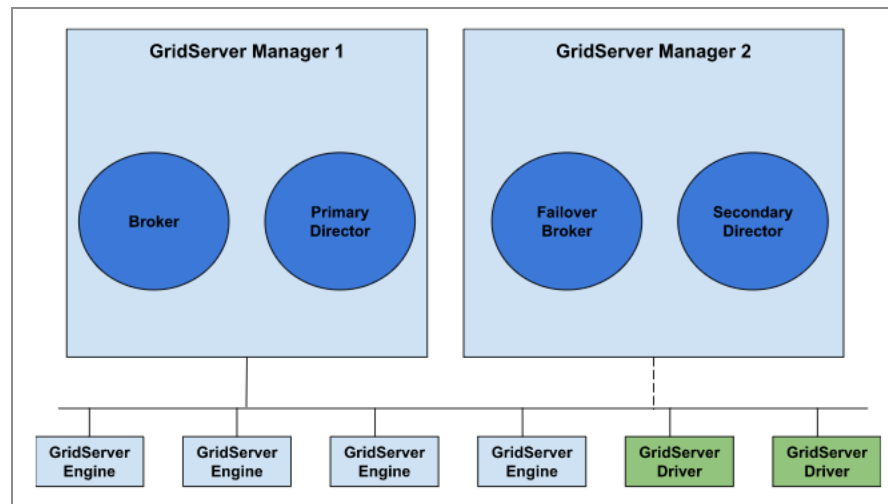 GridServer Manager 1
GridServer Manager 2
Broker
Primary
Director
Failover
Broker
Secondary
Director
GridServer
Engine
GridServer
Engine
GridServer
Engine
GridServer
Engine
GridServer
Driver
GridServer
Driver